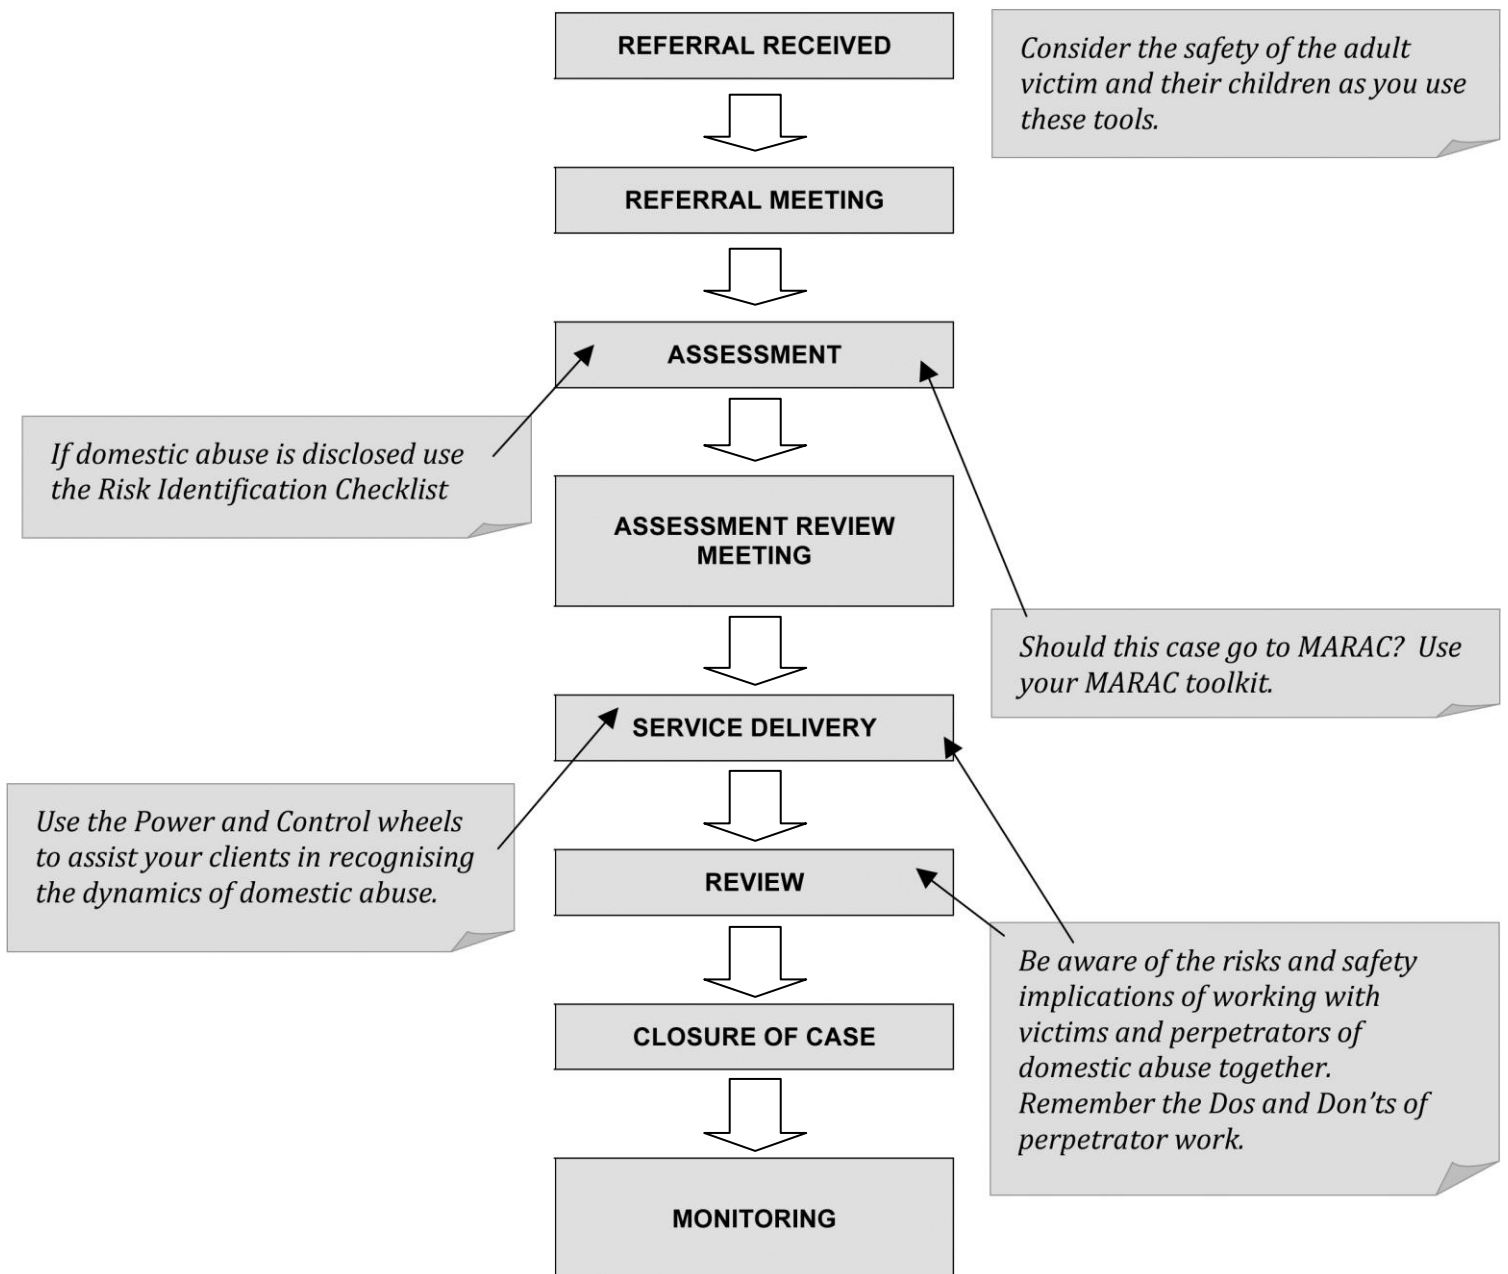 REFERRAL RECEIVED
Consider the safety of the adult
victim and their children as you use
these tools.
REFERRAL MEETING
ASSESSMENT
If domestic abuse is disclosed use
the Risk Identification Checklist
ASSESSMENT REVIEW
MEETING
Should this case go to MARAC?  Use
your MARAC toolkit.
SERVICE DELIVERY
Use the Power and Control wheels
to assist your clients in recognising
the dynamics of domestic abuse.
REVIEW
Be aware of the risks and safety
implications of working with
victims and perpetrators of
domestic abuse together.
Remember the Dos and Don’ts of
perpetrator work.
CLOSURE OF CASE
MONITORING